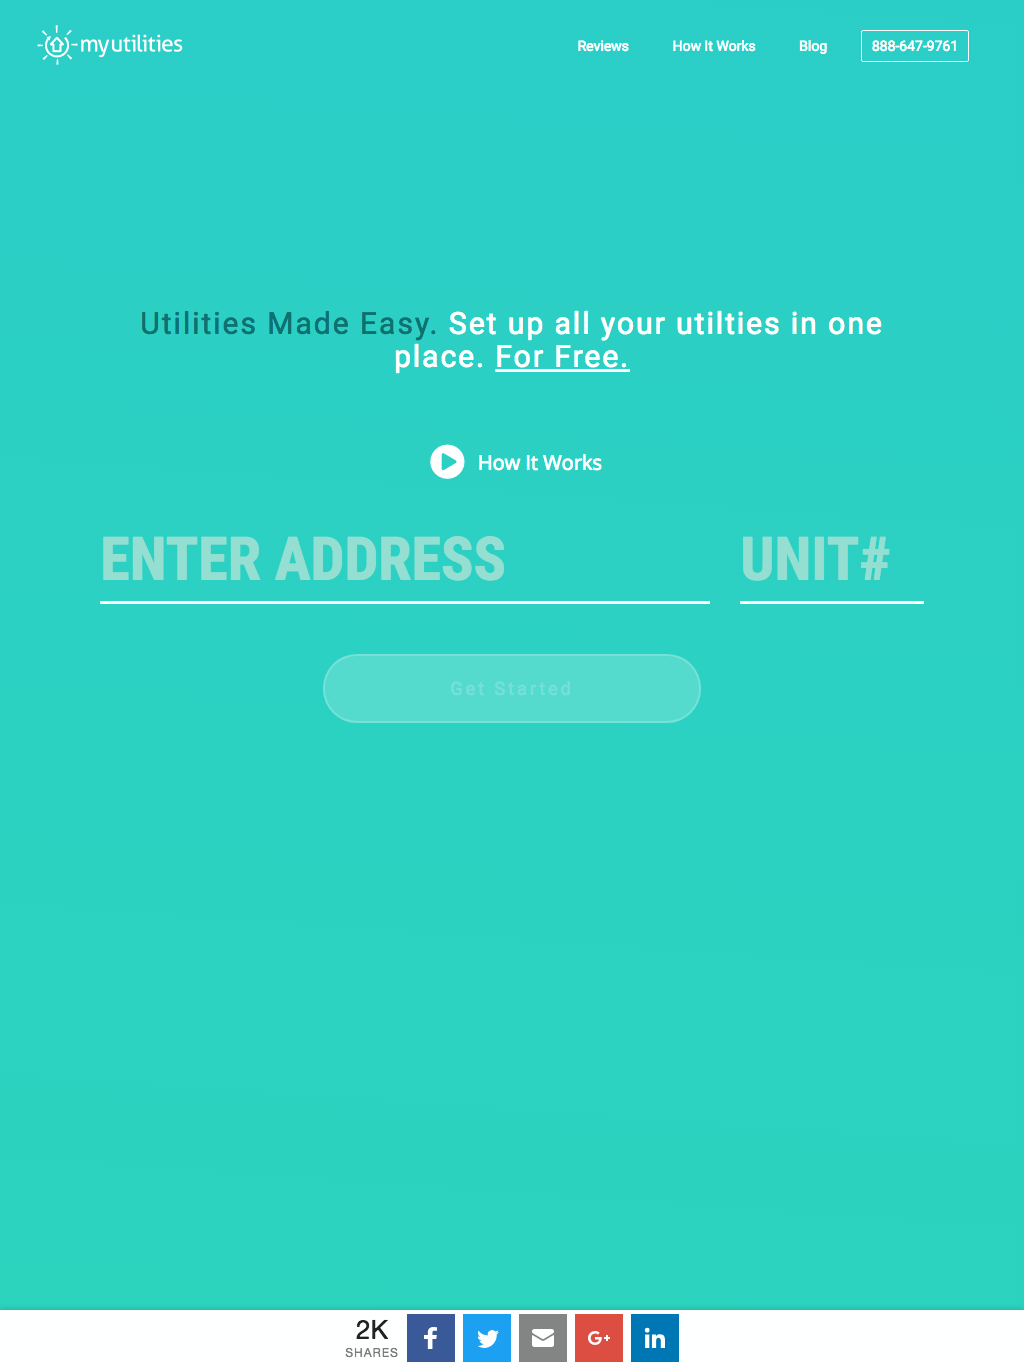 myutilities
Reviews How It Works Blog 888-647-9761
Utilities Made Easy. Set up all your utilties in one
place. For Free.
How It Works
ENTER ADDRESS UNIT#
Get Started
2K
SHARES
G+
in